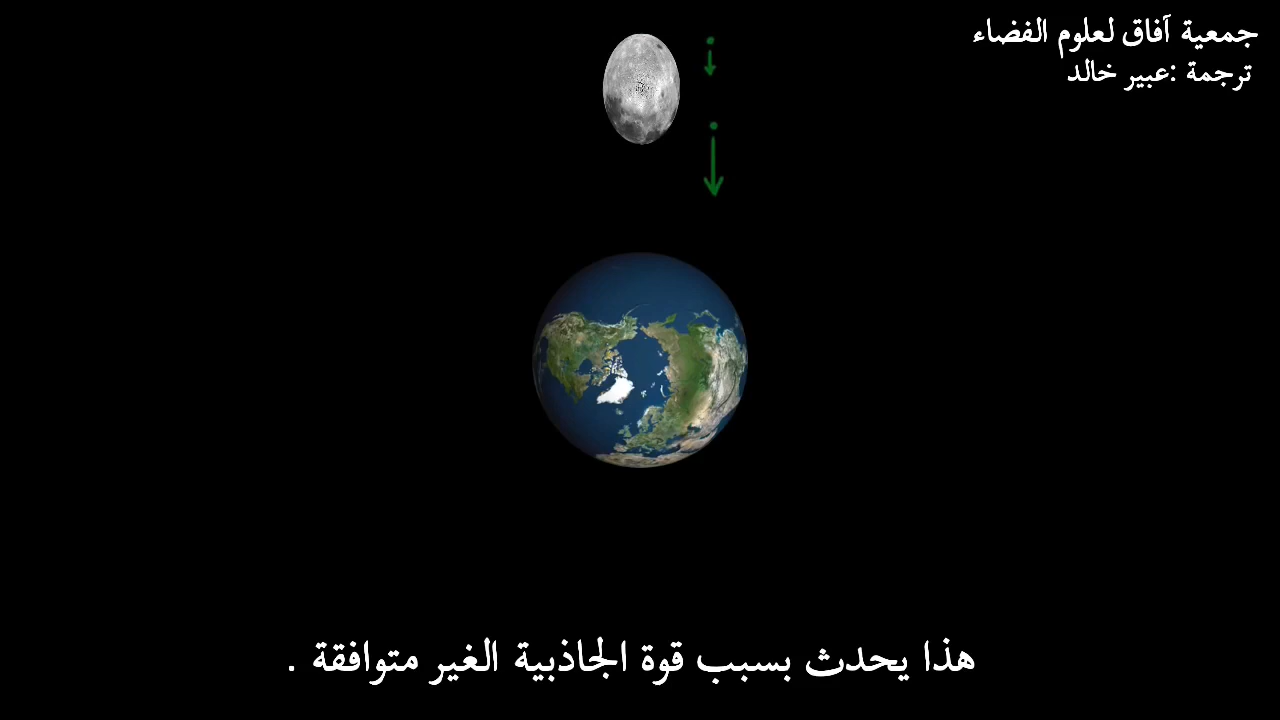 جمعية آفاق لعلوم الفضاء
ترجمة :عبير خالد
هذا يحدث بسبب قوة الجاذبية الغير متوافقة .